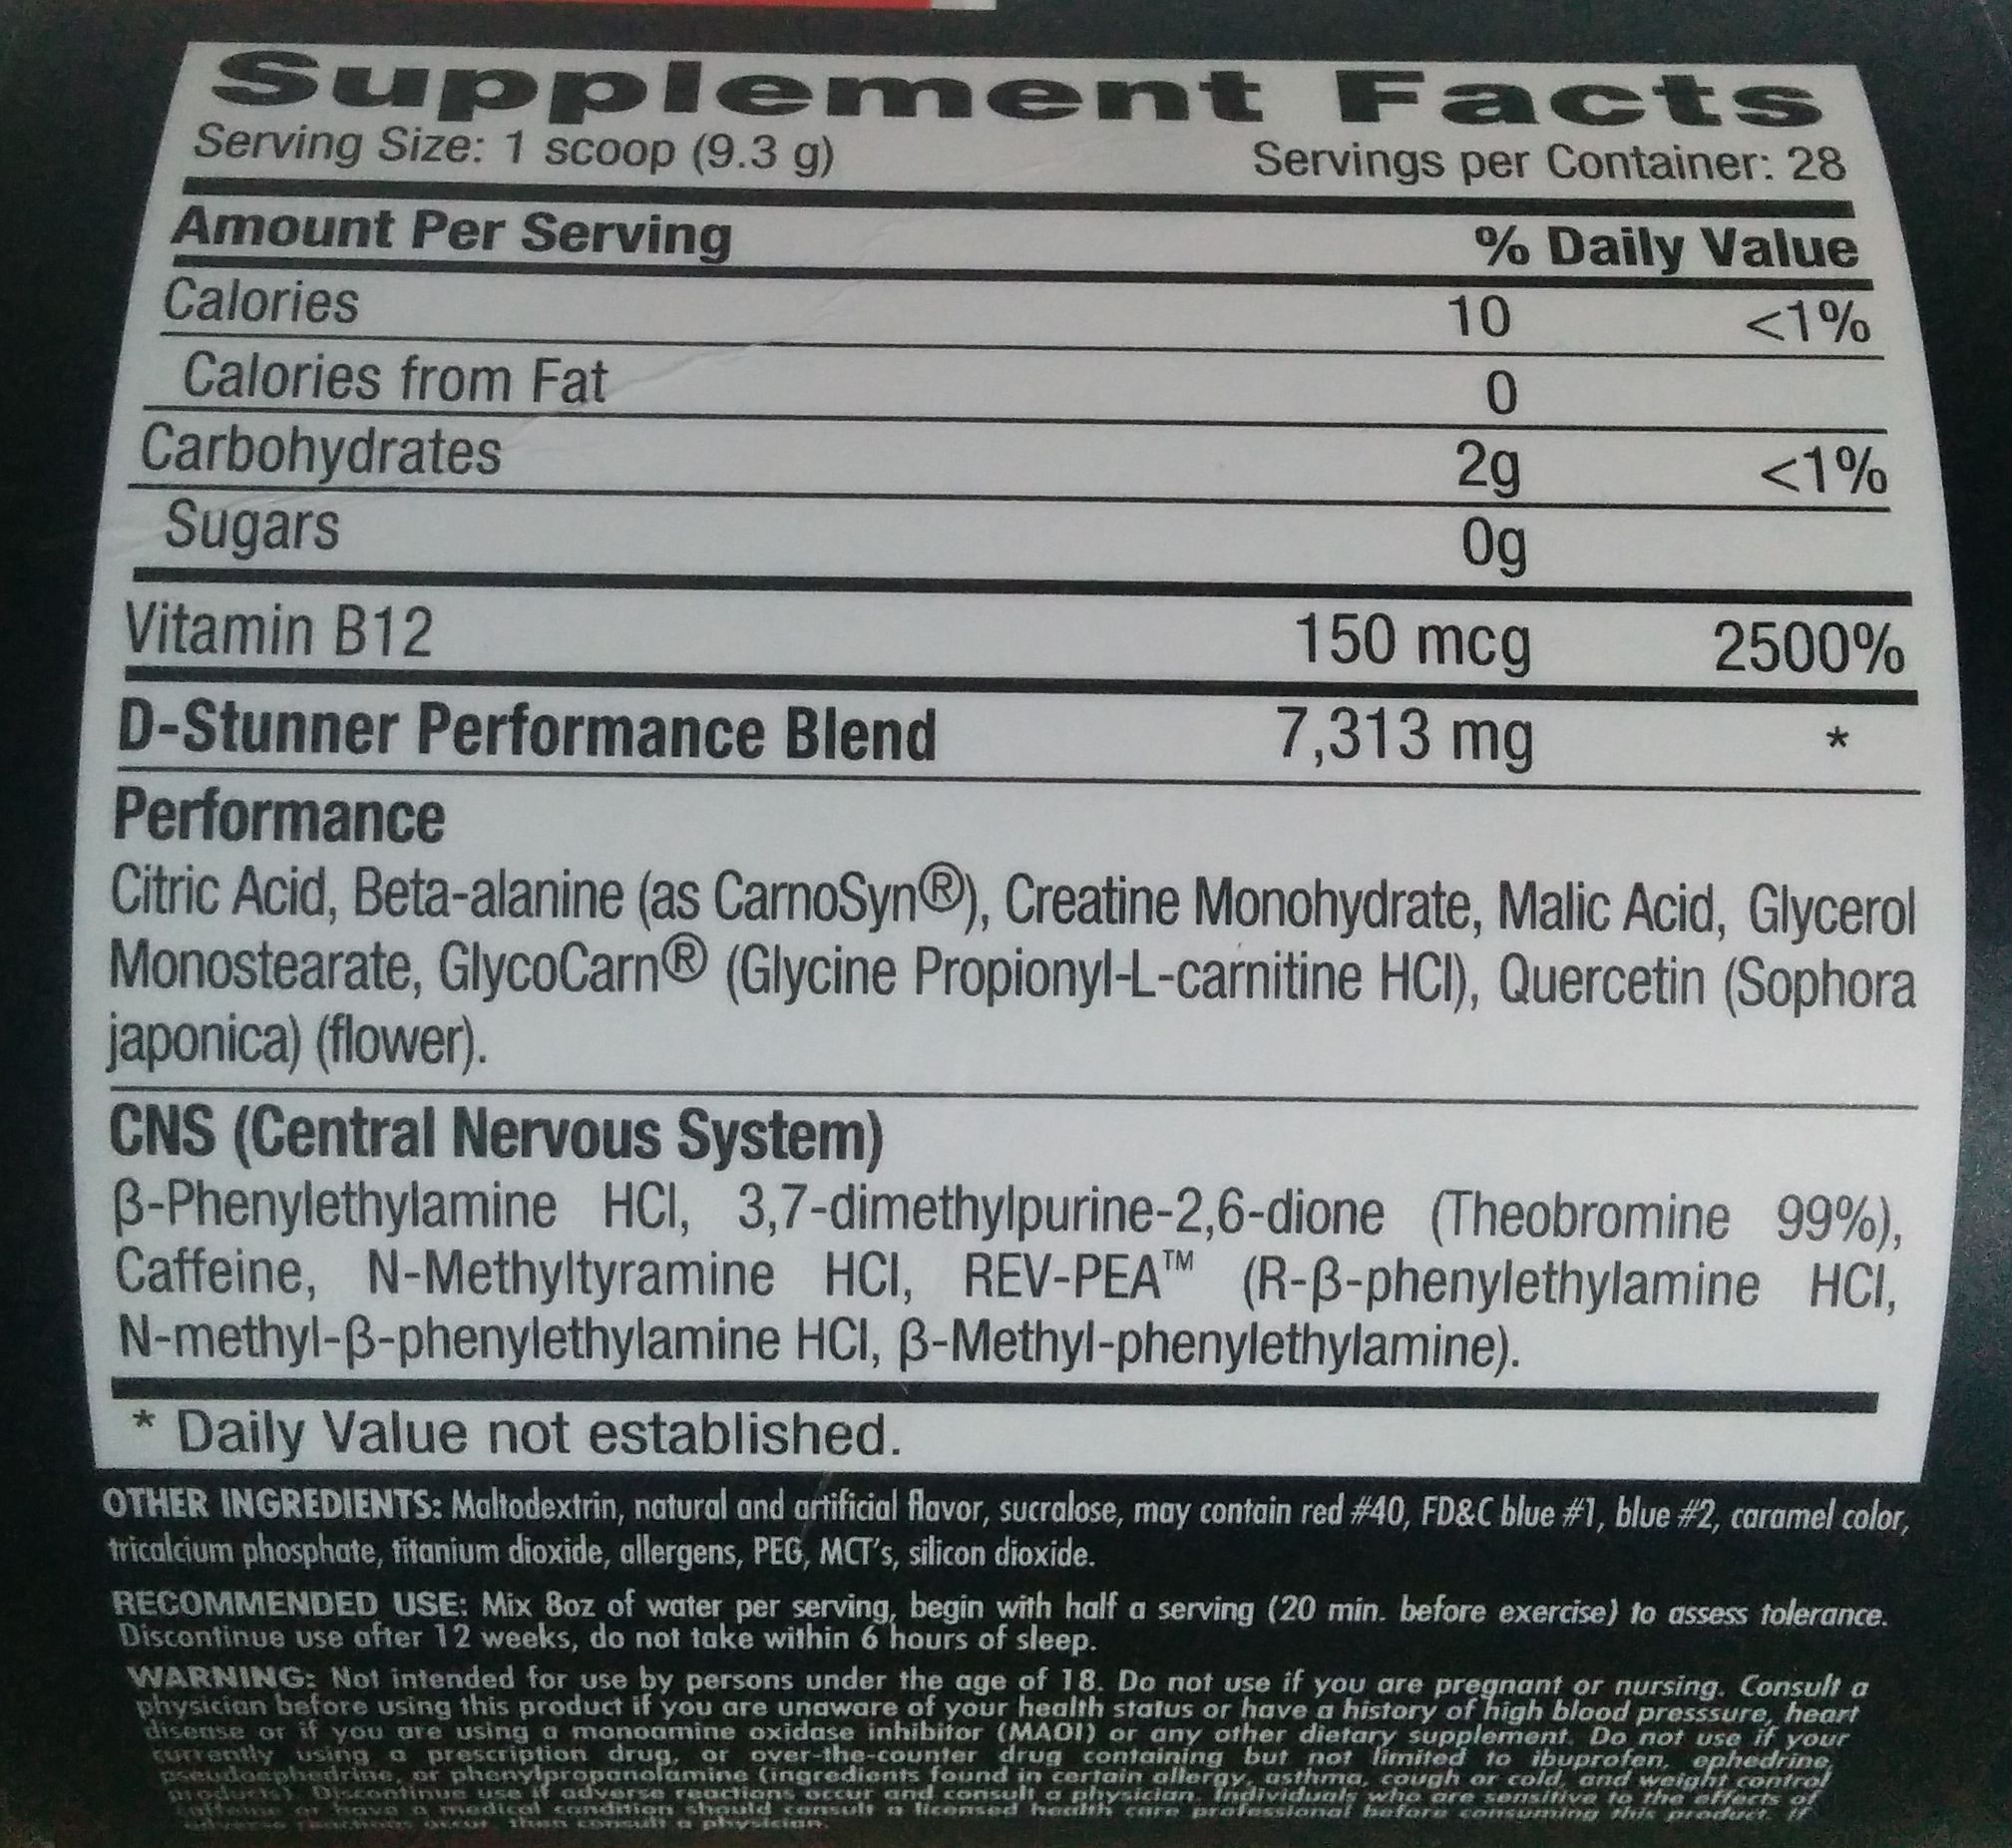 Supplement Facts
Serving Size: 1 scoop (9.3 g) Servings per Container: 28
Amount Per Serving % Daily Value
Calories 10 <1%
Calories from Fat 0
Carbohydrates 2g <1%
Sugars 0g
Vitamin B12 150 mcg 2500%
D-Stunner Performance Blend 7,313 mg *
Performance
Citric Acid, Beta-alanine (as CarnoSyn®), Creatine Monohydrate, Malic Acid, Glycerol
Monostearate, GlycoCarn® (Glycine Propionyl-L-carnitine HCl), Quercetin (Sophora
japonica) (flower).
CNS (Central Nervous System)
β-Phenylethylamine HCl, 3,7-dimethylpurine-2,6-dione (Theobromine 99%),
Caffeine, N-Methyltyramine HCl, REV-PEA™ (R-β-phenylethylamine HCl,
N-methyl-β-phenylethylamine HCl, β-Methyl-phenylethylamine).
* Daily Value not established.
OTHER INGREDIENTS: Maltodextrin, natural and artificial flavor, sucralose, may contain red #40, FD&C blue #1, blue #2, caramel color,
tricalcium phosphate, titanium dioxide, allergens, PEG, MCT's, silicon dioxide.
RECOMMENDED USE: Mix 8oz of water per serving, begin with half a serving (20 min. before exercise) to assess tolerance.
Discontinue use after 12 weeks, do not take within 6 hours of sleep.
WARNING: Not intended for use by persons under the age of 18. Do not use if you are pregnant or nursing. Consult a
physician before using this product if you are unaware of your health status or have a history of high blood presssure, heart
disease or if you are using a monoamine oxidase inhibitor (MAOI) or any other dietary supplement. Do not use if your
currently using a prescription drug, or over-the-counter drug containing but not limited to ibuprofen, ephedrine,
pseudoephedrine, or phenylpropanolamine (ingredients found in certain allergy, asthma, cough or cold, and weight control
products). Discontinue use if adverse reactions occur and consult a physician. Individuals who are sensitive to the effects of
caffeine or have a medical condition should consult a licensed health care professional before consuming this product. If
adverse reactions occur, then consult a physician.